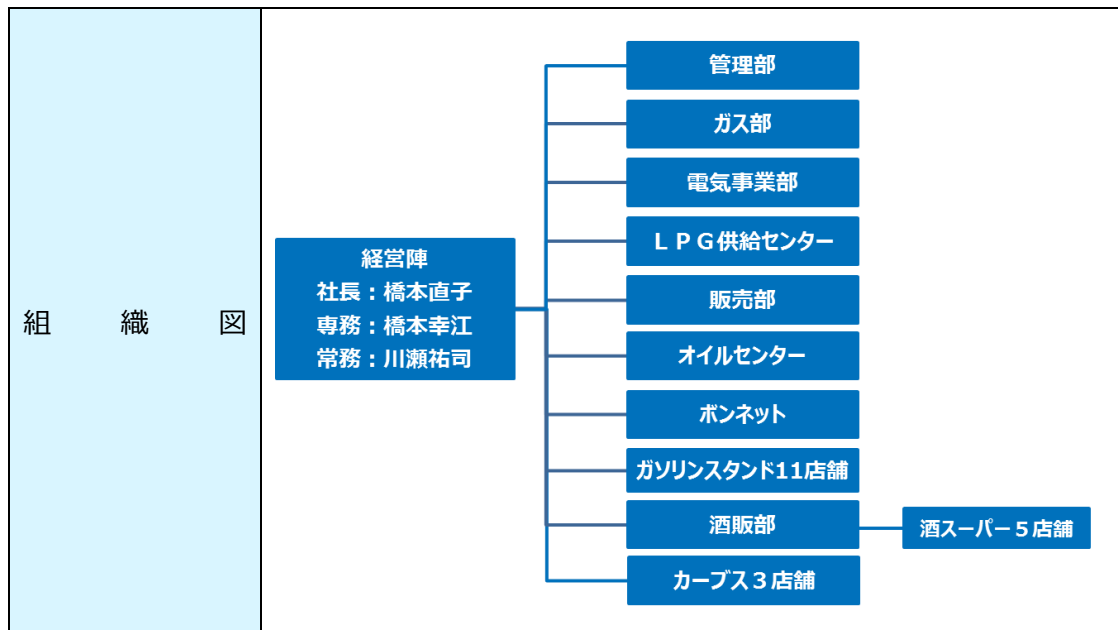 組織図
経営陣
社長：橋本直子
専務：橋本幸江
常務：川瀬祐司
管理部
ガス部
電気事業部
ＬＰＧ供給センター
販売部
オイルセンター
ボンネット
ガソリンスタンド11店舗
酒販部
酒スーパー５店舗
カーブス３店舗